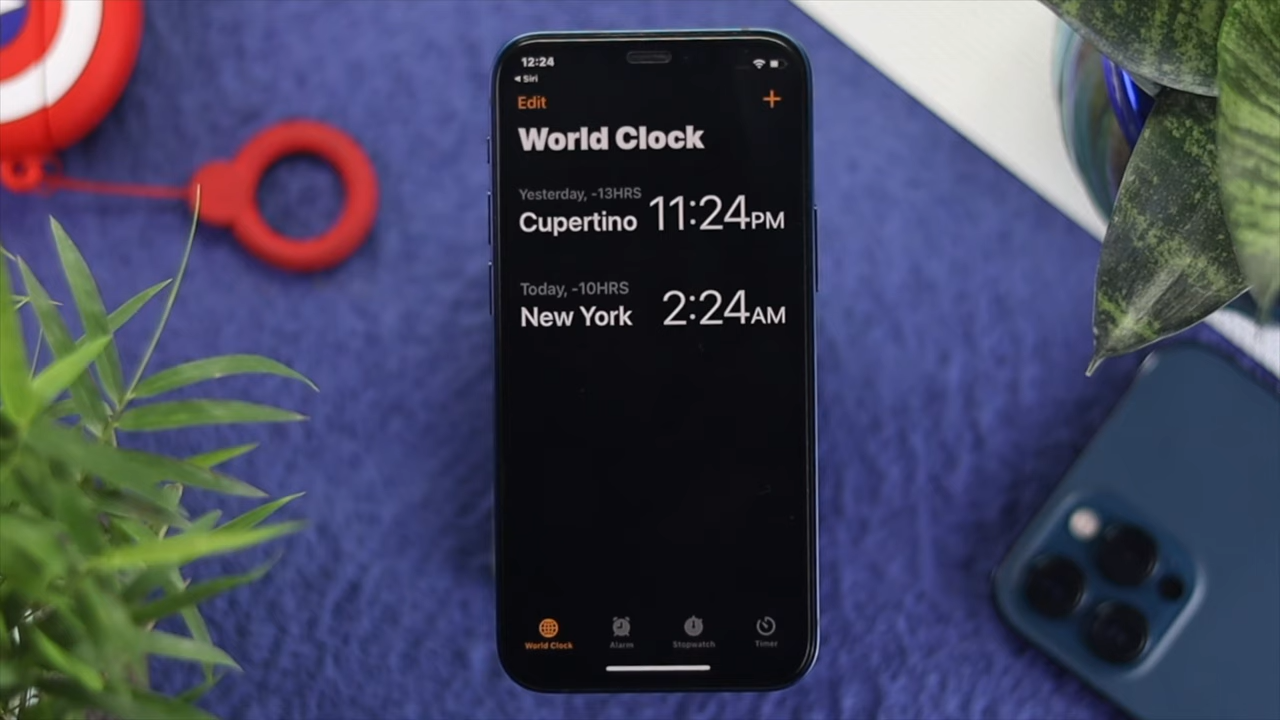 12:24
◀ Siri
Edit
+
World Clock
Yesterday, -13HRS
Cupertino 11:24PM
Today, -10HRS
New York 2:24AM
World Clock Alarm Stopwatch Timer